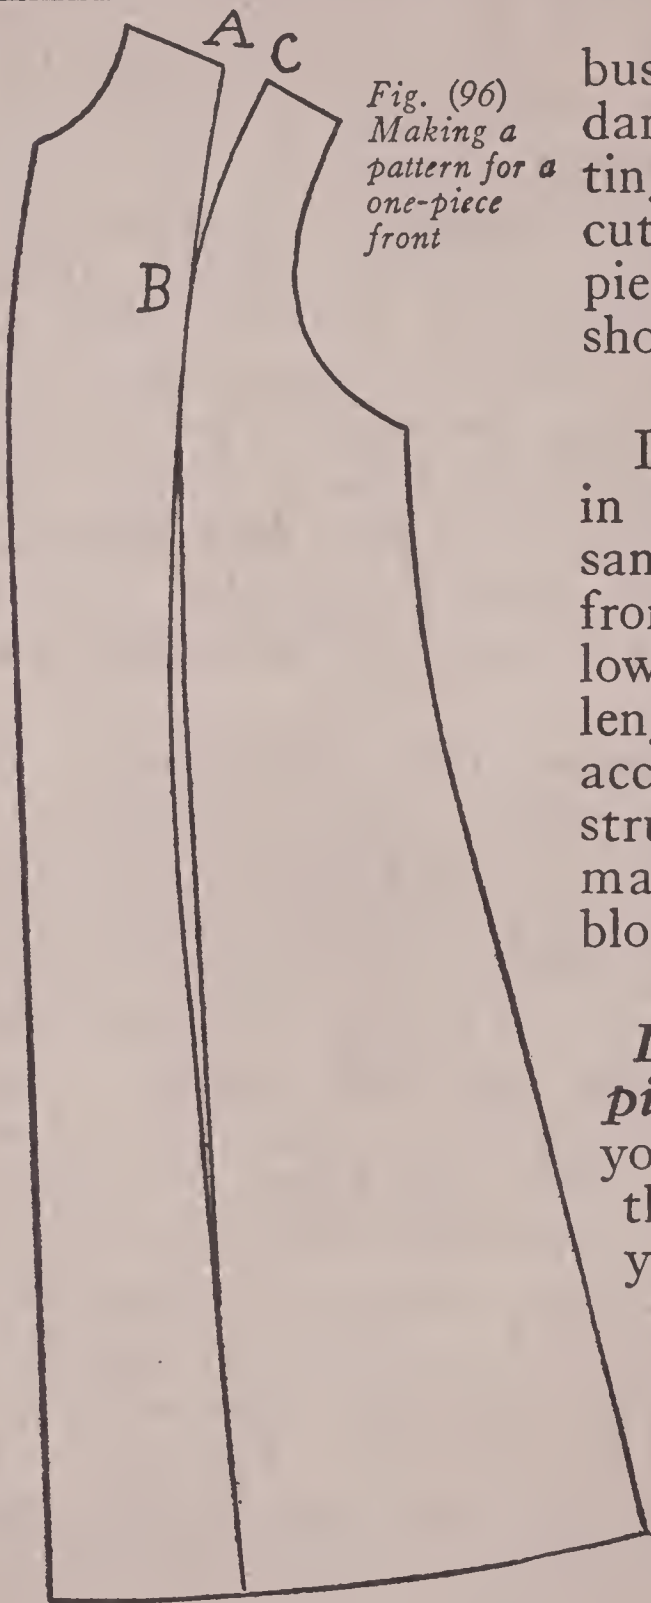 A C
Fig. (96)
Making a
pattern for a
one-piece
front
B
bus
dar
tin
cut
pie
sho
in
san
fron
low
len
acc
stru
ma
blo
pi
yo
th
y